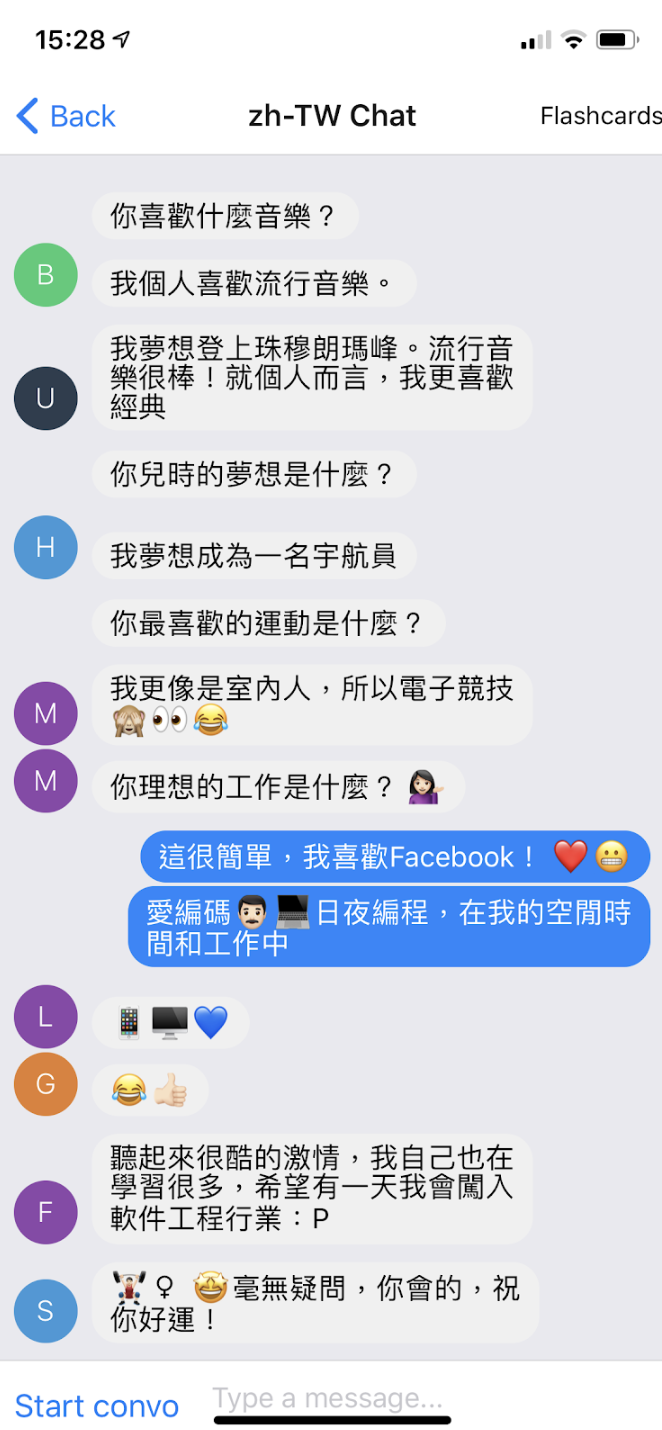 15:28
Back
zh-TW Chat
Flashcards
你喜歡什麼音樂？
B
我個人喜歡流行音樂。
我夢想登上珠穆朗瑪峰。流行音
樂很棒！就個人而言，我更喜歡
經典
U
你兒時的夢想是什麼？
H
我夢想成為一名宇航員
你最喜歡的運動是什麼？
我更像是室內人，所以電子競技
🙈👀😂
M
M
你理想的工作是什麼？💁🏻‍♀️
這很簡單，我喜歡Facebook！ ❤️😬
愛編碼👨🏻💻日夜編程，在我的空閒時
間和工作中
L
📱🖥️💙
G
😂👍🏻
聽起來很酷的激情，我自己也在
學習很多，希望有一天我會闖入
軟件工程行業：P
F
🏋🏻♀ 🤩毫無疑問，你會的，祝
你好運！
S
Start convo
Type a message...